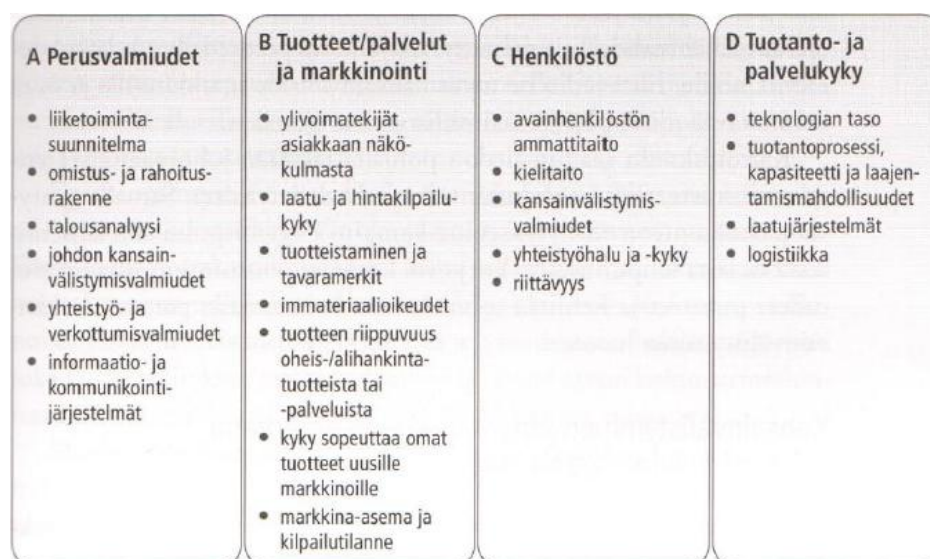 A Perusvalmiudet
• liiketoiminta-
suunnitelma
• omistus- ja rahoitus-
rakenne
• talousanalyysi
• johdon kansain-
välistymisvalmiudet
• yhteistyö- ja
verkottumisvalmiudet
• informaatio- ja
kommunikointi-
järjestelmät
B Tuotteet/palvelut
ja markkinointi
• ylivoimatekijät
asiakkaan näkö-
kulmasta
• laatu- ja hintakilpailu-
kyky
• tuotteistaminen ja
tavaramerkit
• immateriaalioikeudet
• tuotteen riippuvuus
oheis-/alihankinta-
tuotteista tai
-palveluista
• kyky sopeuttaa omat
tuotteet uusille
markkinoille
• markkina-asema ja
kilpailutilanne
C Henkilöstö
• avainhenkilöstön
ammattitaito
• kielitaito
• kansainvälistymis-
valmiudet
• yhteistyöhalu ja -kyky
• riittävyys
D Tuotanto- ja
palvelukyky
• teknologian taso
• tuotantoprosessi,
kapasiteetti ja laajen-
tamismahdollisuudet
• laatujärjestelmät
• logistiikka